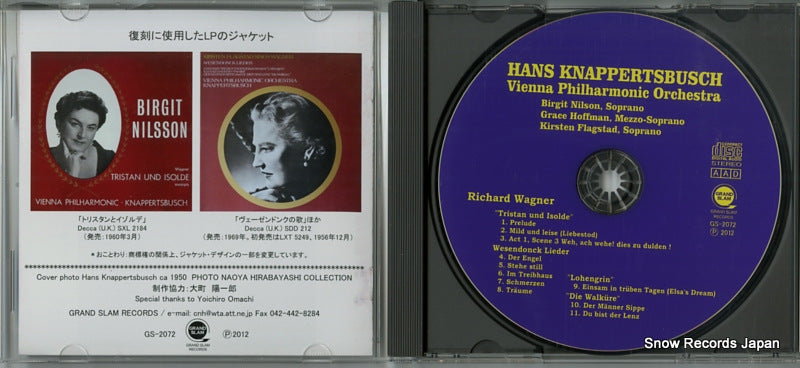 復刻に使用したLPのジャケット
BIRGIT
NILSSON
Wagner
TRISTAN UND ISOLDE
VIENNA PHILHARMONIC · KNAPPERTSBUSCH
WESENDONCK LIEDER
VIENNA PHILHARMONIC ORCHESTRA
KNAPPERTSBUSCH
「トリスタンとイゾルデ」
Decca (U.K.) SXL 2184
(発売:1960年3月)
「ヴェーゼンドンクの歌」ほか
Decca (U.K.) SDD 212
(発売:1969年。初発売はLXT 5249、1956年12月)
*おことわり:商標権の関係上、ジャケット・デザインの一部を変更しています。
Cover photo Hans Knappertsbusch ca 1950 PHOTO NAOYA HIRABAYASHI COLLECTION
制作協力:大町 陽一郎
Special thanks to Yoichiro Omachi
GRAND SLAM RECORDS / e-mail: cnh@wta.att.ne.jp Fax 042-442-8284
GS-2072
GRAND SLAM
RECORDS
Ⓟ2012
HANS KNAPPERTSBUSCH
Vienna Philharmonic Orchestra
Birgit Nilson, Soprano
Grace Hoffman, Mezzo-Soprano
Kirsten Flagstad, Soprano
COMPACT
disc
DIGITAL AUDIO
STEREO
A A D
GRAND SLAM
RECORDS
GS-2072
Ⓟ 2012
Richard Wagner
"Tristan und Isolde"
1. Prelude
2. Mild und leise (Liebestod)
3. Act 1, Scene 3 Weh, ach wehe! dies zu dulden !
Wesendonck Lieder
4. Der Engel
5. Stehe still
6. Im Treibhaus
7. Schmerzen
8. Träume
"Lohengrin"
9. Einsam in trüben Tagen (Elsa's Dream)
"Die Walküre"
10. Der Männer Sippe
11. Du bist der Lenz
Snow Records Japan